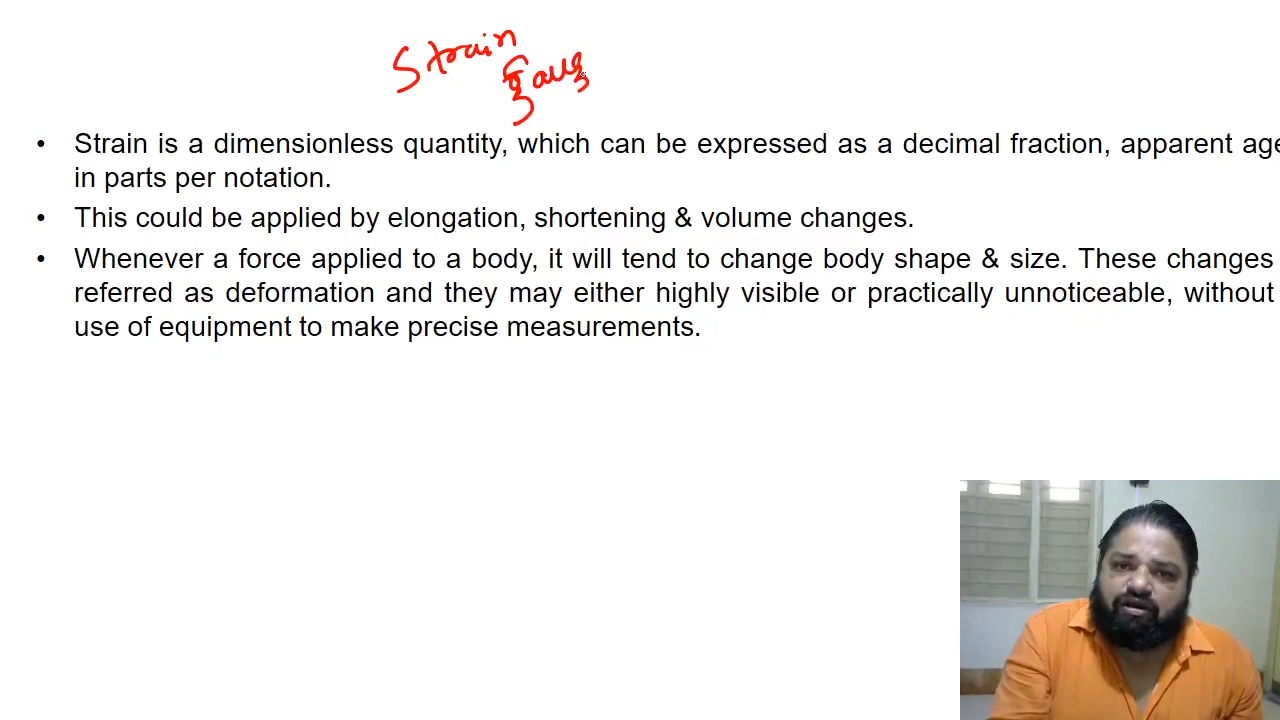 Strain
gaug
• Strain is a dimensionless quantity, which can be expressed as a decimal fraction, apparent age
in parts per notation.
• This could be applied by elongation, shortening & volume changes.
• Whenever a force applied to a body, it will tend to change body shape & size. These changes
referred as deformation and they may either highly visible or practically unnoticeable, without
use of equipment to make precise measurements.